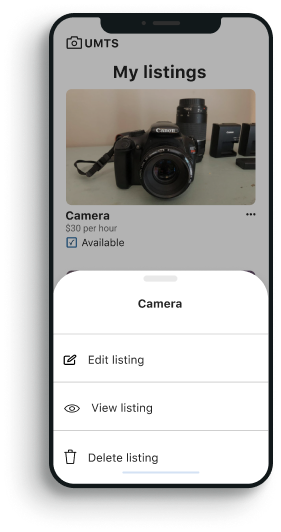 UMTS
My listings
Canon
Camera
$30 per hour
Available
Camera
Edit listing
View listing
Delete listing